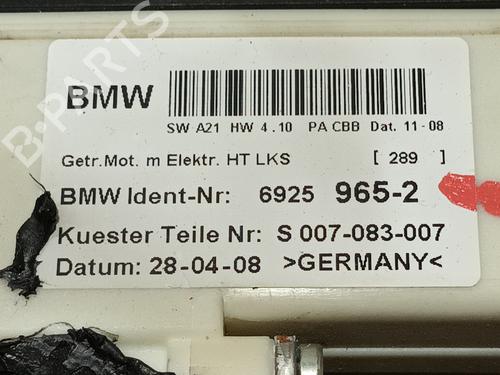 B-PARTS
BMW
SW A21 HW 4.10 PA CBB Dat. 11-08
Getr.Mot. m Elektr. HT LKS [ 289 ]
BMW Ident-Nr: 6925 965-2
Kuester Teile Nr: S 007-083-007
Datum: 28-04-08 >GERMANY<